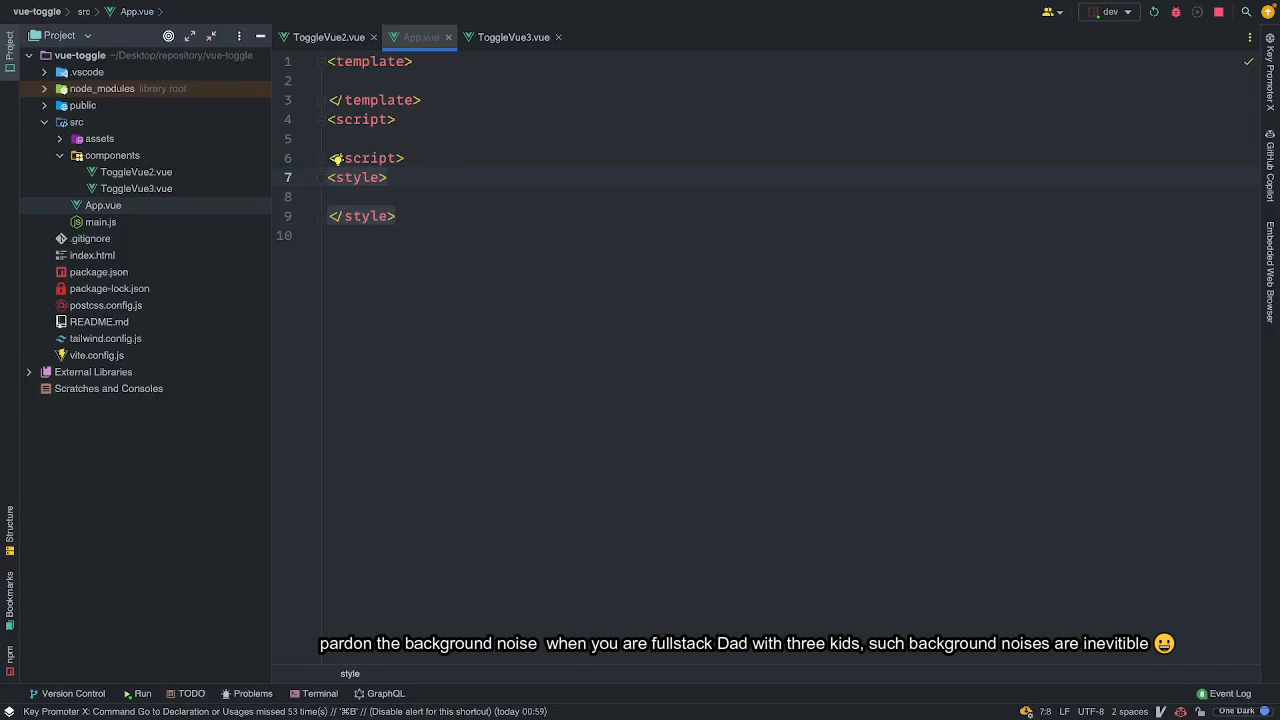 vue-toggle
src
App.vue
dev
Project
ToggleVue2.vue
App.vue
ToggleVue3.vue
Project
vue-toggle ~/Desktop/repository/vue-toggle
.vscode
node_modules library root
public
src
assets
components
ToggleVue2.vue
ToggleVue3.vue
App.vue
main.js
.gitignore
index.html
package.json
package-lock.json
postcss.config.js
README.md
tailwind.config.js
vite.config.js
External Libraries
Scratches and Consoles
1 <template>
2
3 </template>
4 <script>
5
6 <script>
7 <style>
8
9 </style>
10
Key Promoter X
GitHub Copilot
Embedded Web Browser
Structure
Bookmarks
npm
pardon the background noise when you are fullstack Dad with three kids, such background noises are inevitible 😀
style
Version Control
Run
TODO
Problems
Terminal
GraphQL
8 Event Log
Key Promoter X: Command Go to Declaration or Usages missed 53 time(s) // '⌘B' // (Disable alert for this shortcut) (today 00:59)
7:8 LF UTF-8 2 spaces One Dark